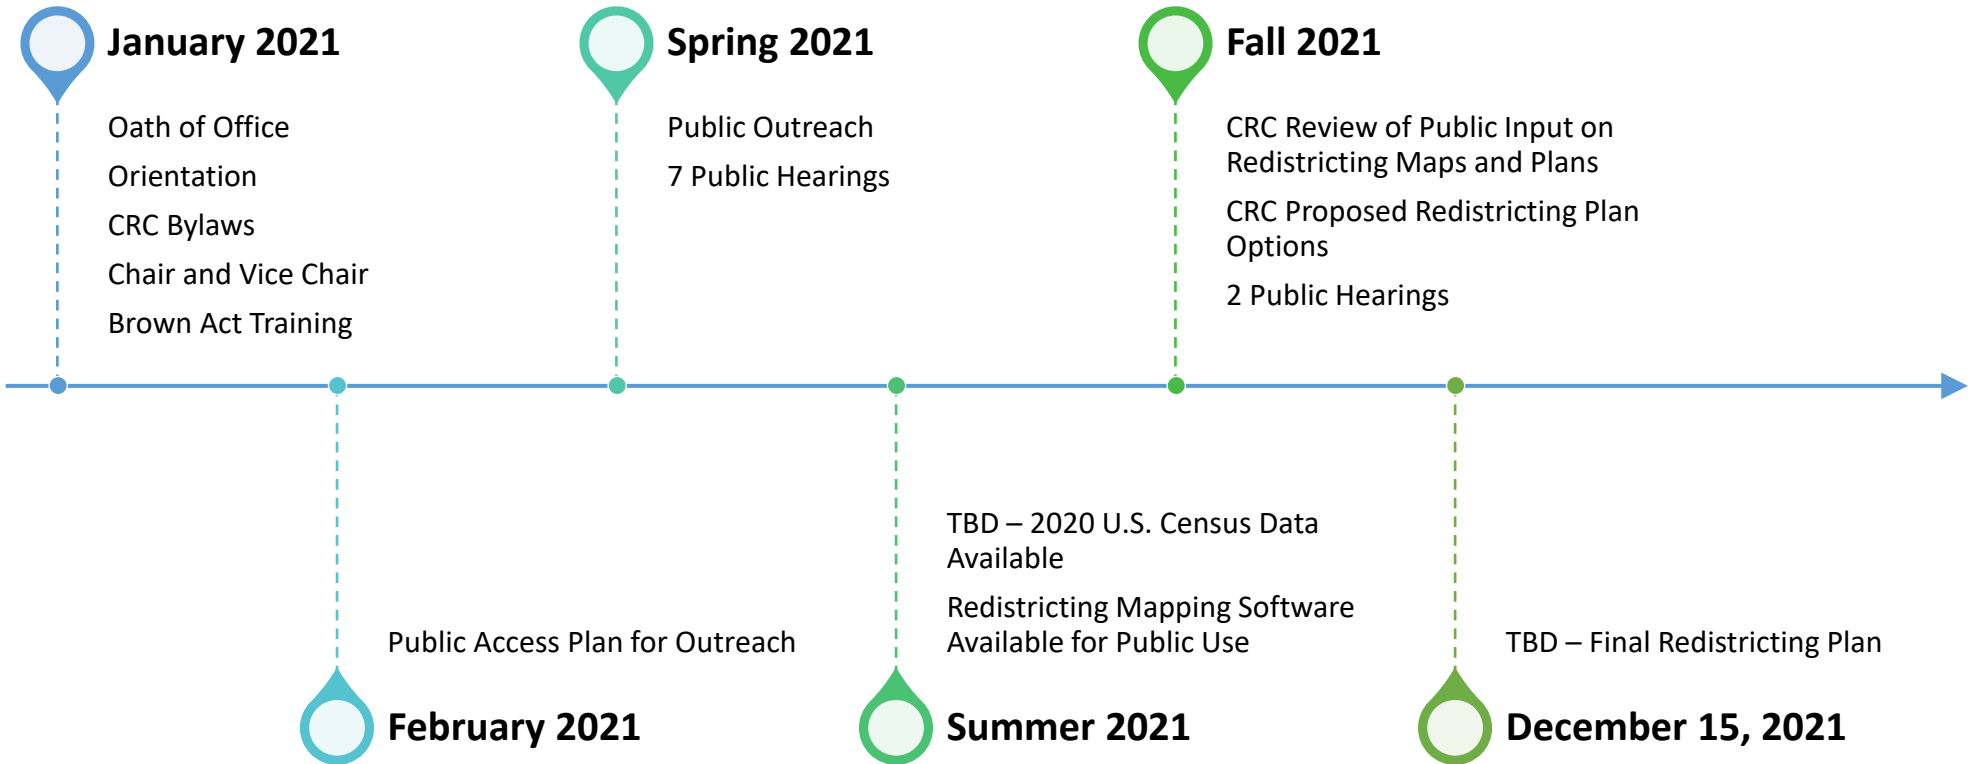 January 2021
Oath of Office
Orientation
CRC Bylaws
Chair and Vice Chair
Brown Act Training
Public Access Plan for Outreach
February 2021
Spring 2021
Public Outreach
7 Public Hearings
TBD – 2020 U.S. Census Data
Available
Redistricting Mapping Software
Available for Public Use
Summer 2021
Fall 2021
CRC Review of Public Input on
Redistricting Maps and Plans
CRC Proposed Redistricting Plan
Options
2 Public Hearings
TBD – Final Redistricting Plan
December 15, 2021